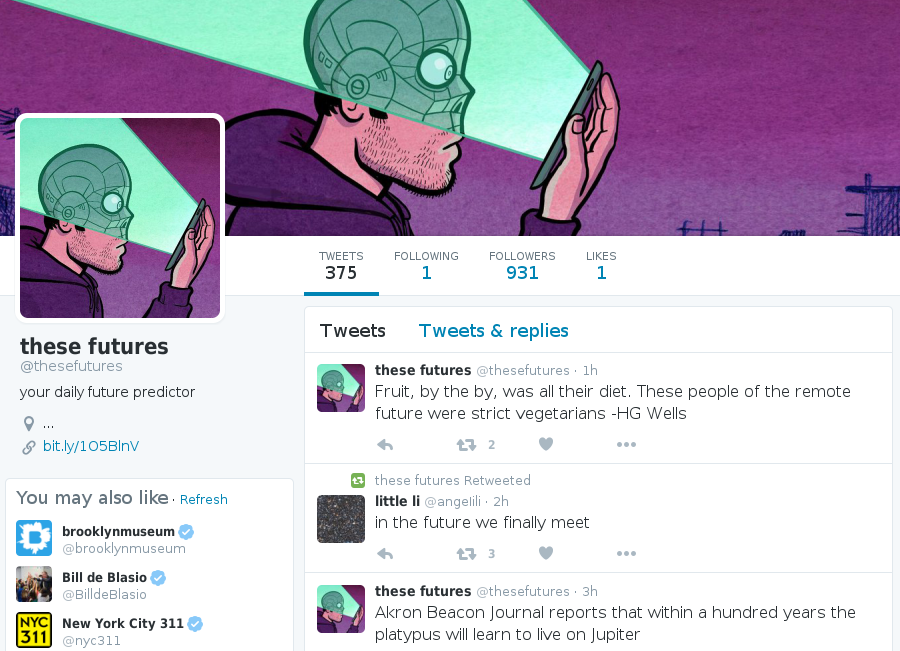 TWEETS FOLLOWING FOLLOWERS LIKES
375 1 931 1
these futures
@thesefutures
your daily future predictor
...
bit.ly/1O5BlnV
You may also like · Refresh
brooklynmuseum
@brooklynmuseum
Bill de Blasio
@BilldeBlasio
NYC
311
New York City 311
@nyc311
Tweets Tweets & replies
these futures @thesefutures · 1h
Fruit, by the by, was all their diet. These people of the remote
future were strict vegetarians -HG Wells
2
these futures Retweeted
little li @angelili · 2h
in the future we finally meet
3
these futures @thesefutures · 3h
Akron Beacon Journal reports that within a hundred years the
platypus will learn to live on Jupiter